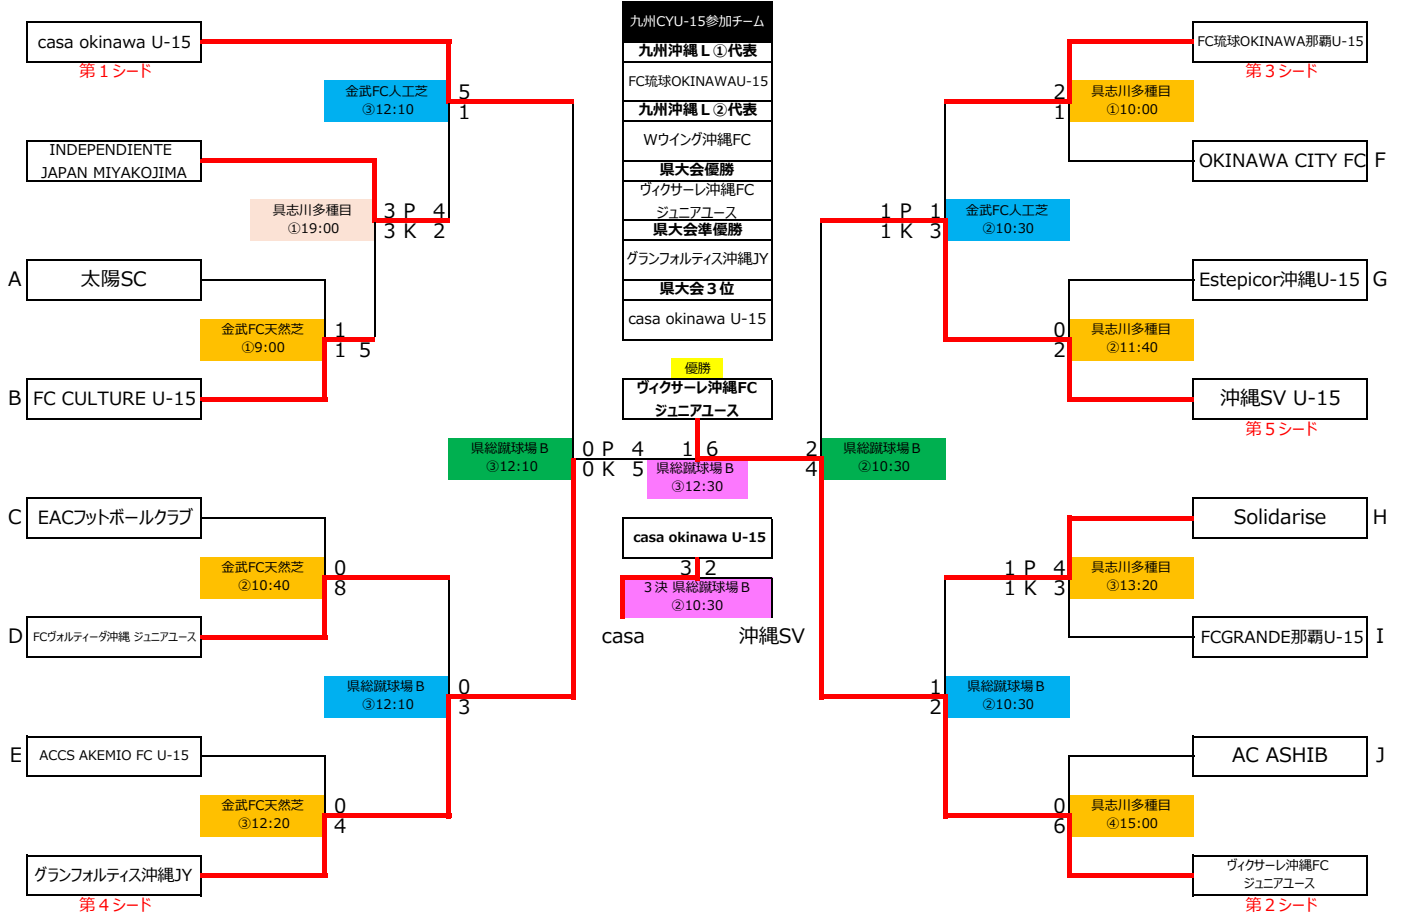 casa okinawa U-15
第１シード
金武FC人工芝
③12:10
5
1
INDEPENDIENTE
JAPAN MIYAKOJIMA
具志川多種目
①19:00
3 P 4
3 K 2
A
太陽SC
金武FC天然芝
①9:00
1
1 5
B
FC CULTURE U-15
県総蹴球場Ｂ
③12:10
0 P 4
0 K 5
C
EACフットボールクラブ
金武FC天然芝
②10:40
0
8
D
FCヴォルティーダ沖縄 ジュニアユース
県総蹴球場Ｂ
③12:10
0
3
E
ACCS AKEMIO FC U-15
金武FC天然芝
③12:20
0
4
グランフォルティス沖縄JY
第４シード
九州CYU-15参加チーム
九州沖縄Ｌ①代表
FC琉球OKINAWAU-15
九州沖縄Ｌ②代表
Wウイング沖縄FC
県大会優勝
ヴィクサーレ沖縄FC
ジュニアユース
県大会準優勝
グランフォルティス沖縄JY
県大会３位
casa okinawa U-15
優勝
ヴィクサーレ沖縄FC
ジュニアユース
1 6
県総蹴球場Ｂ
③12:30
casa okinawa U-15
3 2
３決 県総蹴球場Ｂ
②10:30
casa
沖縄SV
FC琉球OKINAWA那覇U-15
第３シード
2
1
具志川多種目
①10:00
OKINAWA CITY FC
F
1 P 1
1 K 3
金武FC人工芝
②10:30
Estepicor沖縄U-15
G
0
2
具志川多種目
②11:40
沖縄SV U-15
第５シード
2
4
県総蹴球場Ｂ
②10:30
Solidarise
H
1 P 4
1 K 3
具志川多種目
③13:20
FCGRANDE那覇U-15
I
1
2
県総蹴球場Ｂ
②10:30
AC ASHIB
J
0
6
具志川多種目
④15:00
ヴィクサーレ沖縄FC
ジュニアユース
第２シード